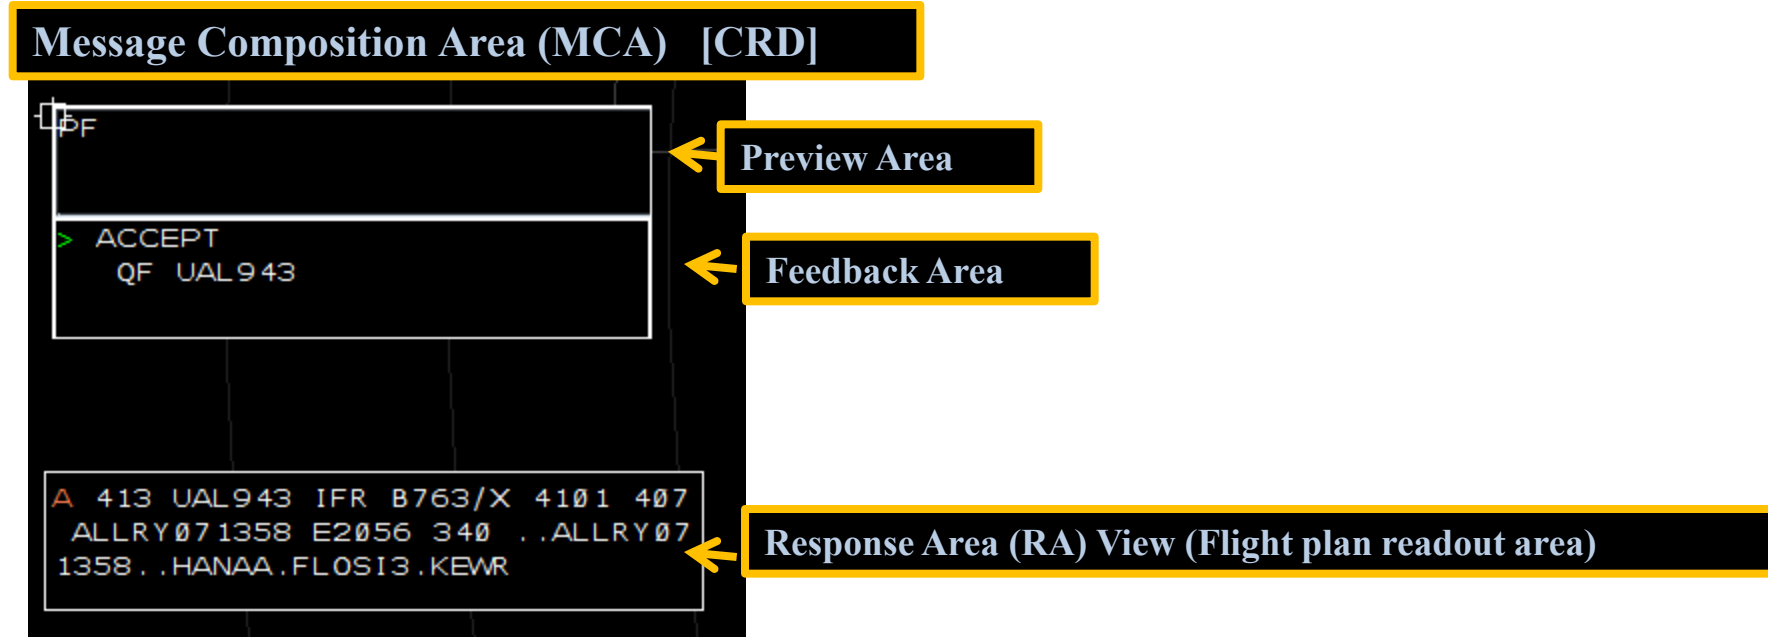 Message Composition Area (MCA) [CRD]
PF
Preview Area
> ACCEPT
QF UAL943
Feedback Area
A 413 UAL943 IFR B763/X 4101 407
ALLRY071358 E2056 340 ..ALLRY07
1358..HANAA.FLOSI3.KEWR
Response Area (RA) View (Flight plan readout area)